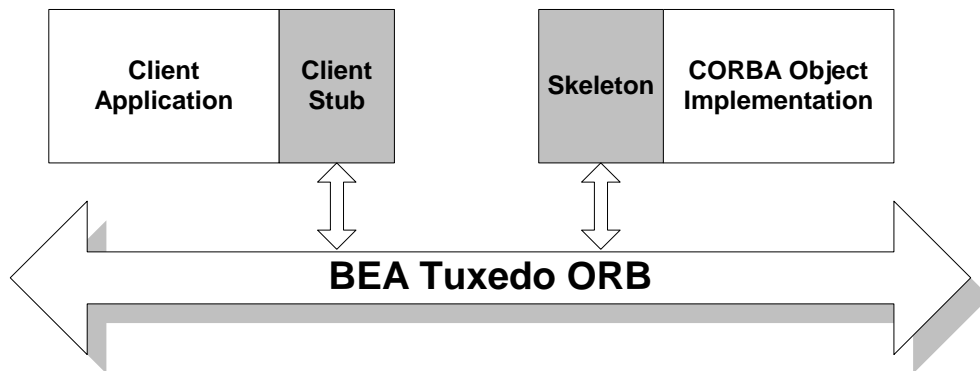 Client
Application
Client
Stub
Skeleton
CORBA Object
Implementation
BEA Tuxedo ORB